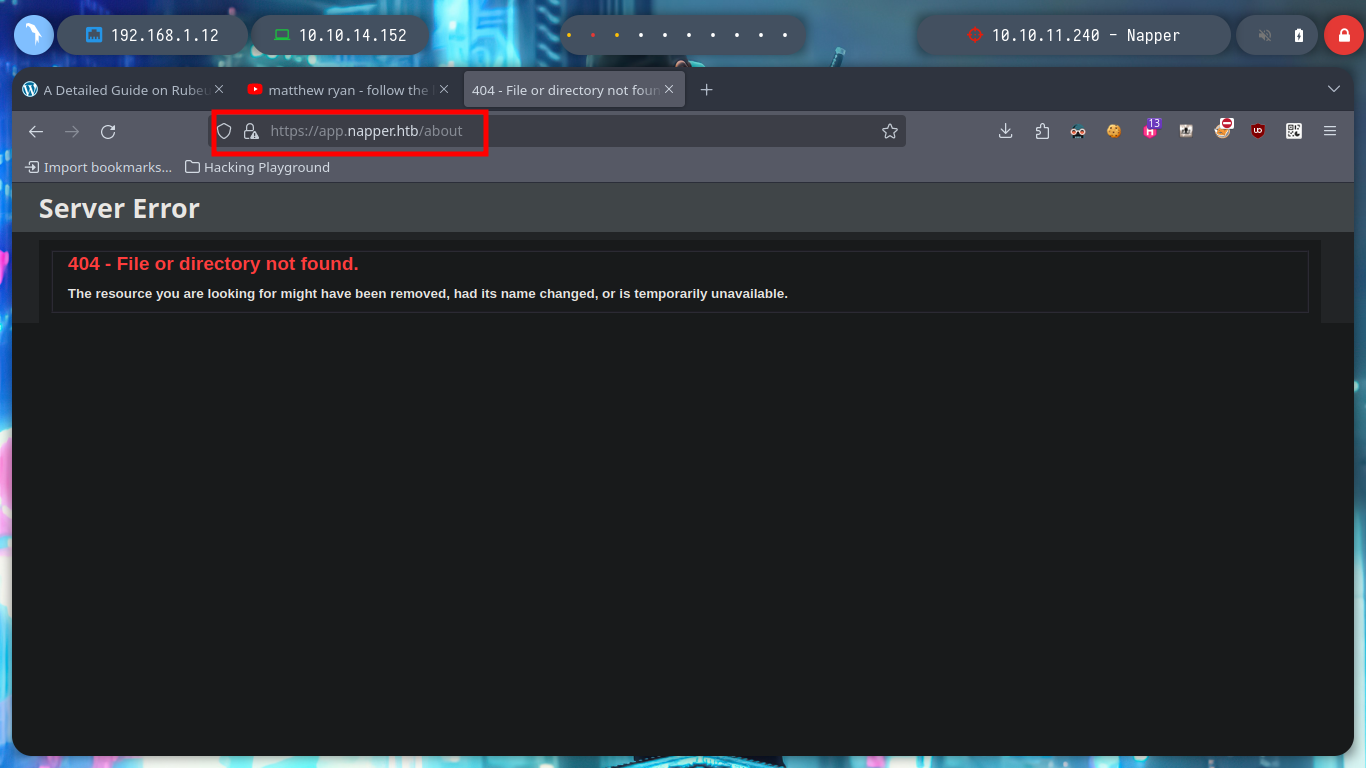 192.168.1.12
10.10.14.152
10.10.11.240 - Napper
A Detailed Guide on Rubeu
matthew ryan - follow the
404 - File or directory not foun
https://app.napper.htb/about
13
UD
Import bookmarks...
Hacking Playground
Server Error
404 - File or directory not found.
The resource you are looking for might have been removed, had its name changed, or is temporarily unavailable.